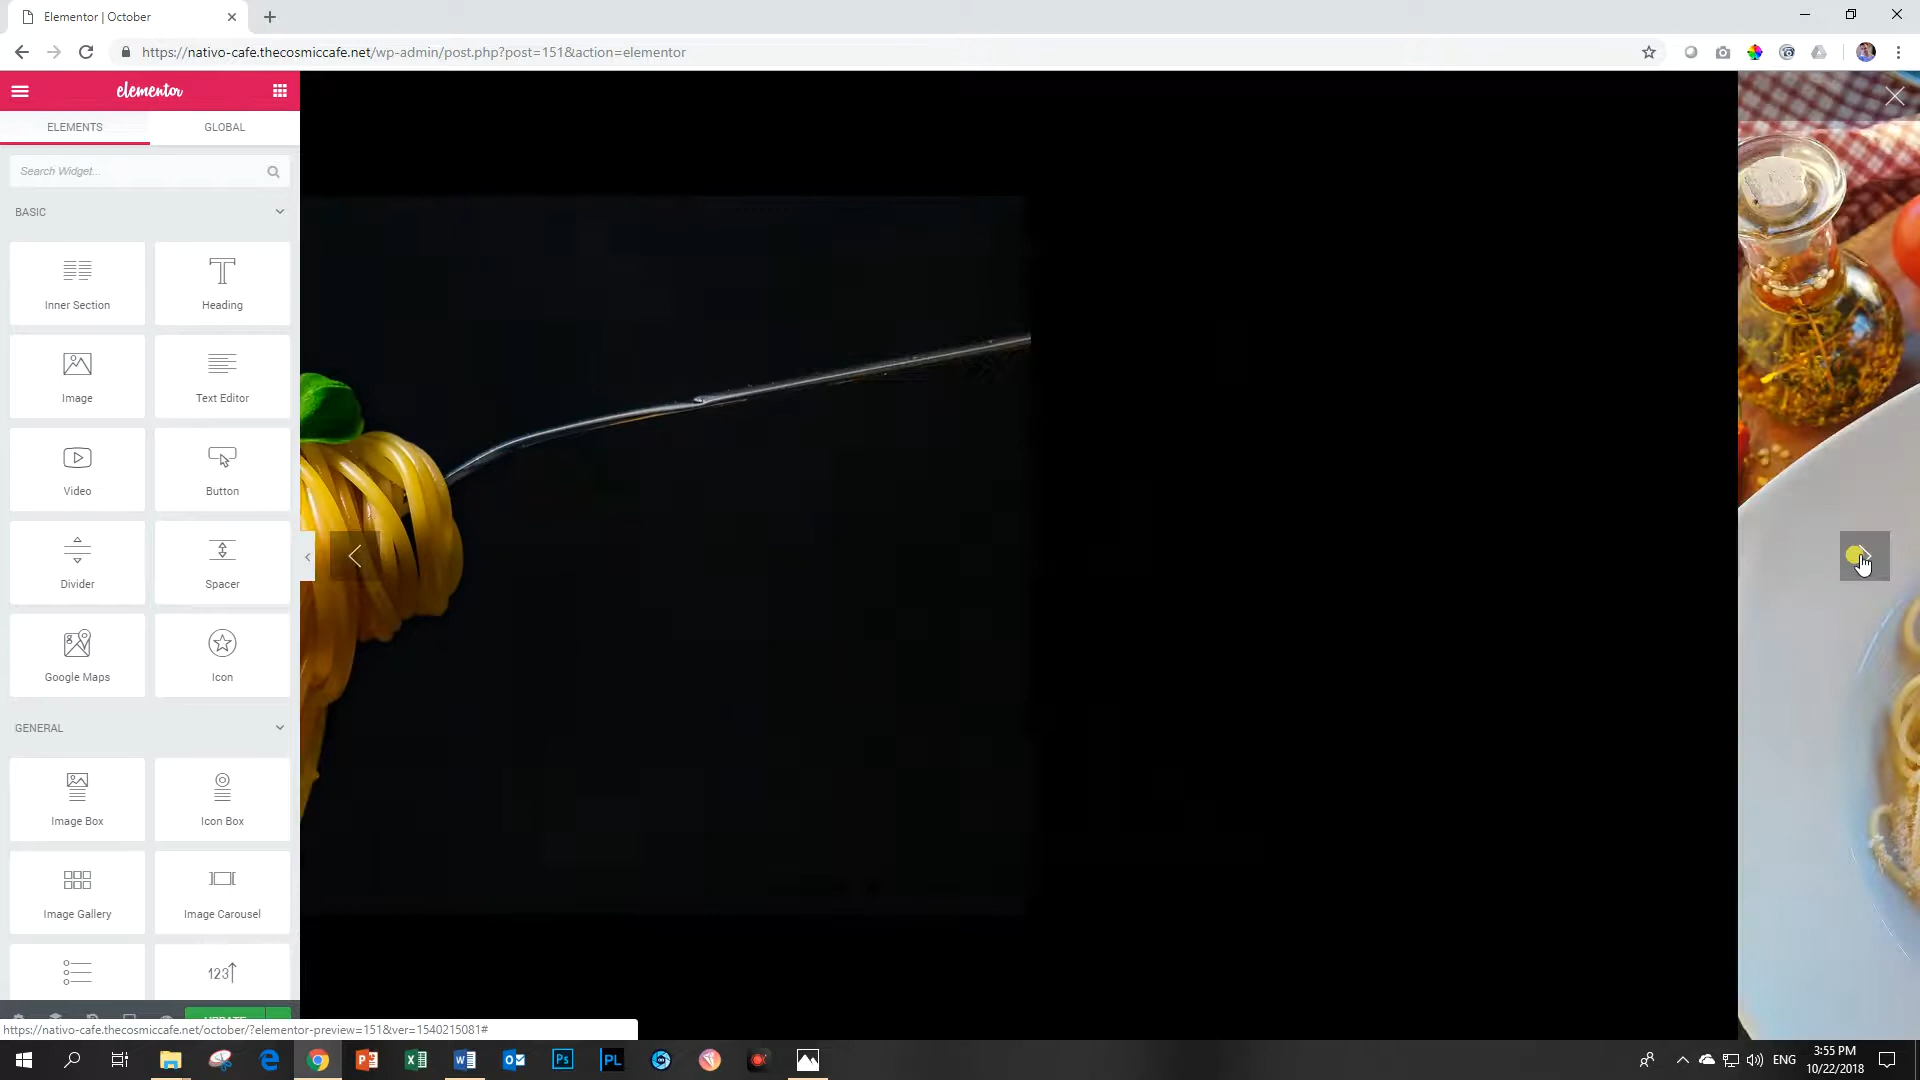 Elementor | October
https://nativo-cafe.thecosmiccafe.net/wp-admin/post.php?post=151&action=elementor
elementor
ELEMENTS
GLOBAL
Search Widget...
BASIC
Inner Section
Heading
Image
Text Editor
Video
Button
Divider
Spacer
Google Maps
Icon
GENERAL
Image Box
Icon Box
Image Gallery
Image Carousel
123
UPDATE
https://nativo-cafe.thecosmiccafe.net/october/?elementor-preview=151&ver=1540215081#
ENG
3:55 PM
10/22/2018
Ps
PL